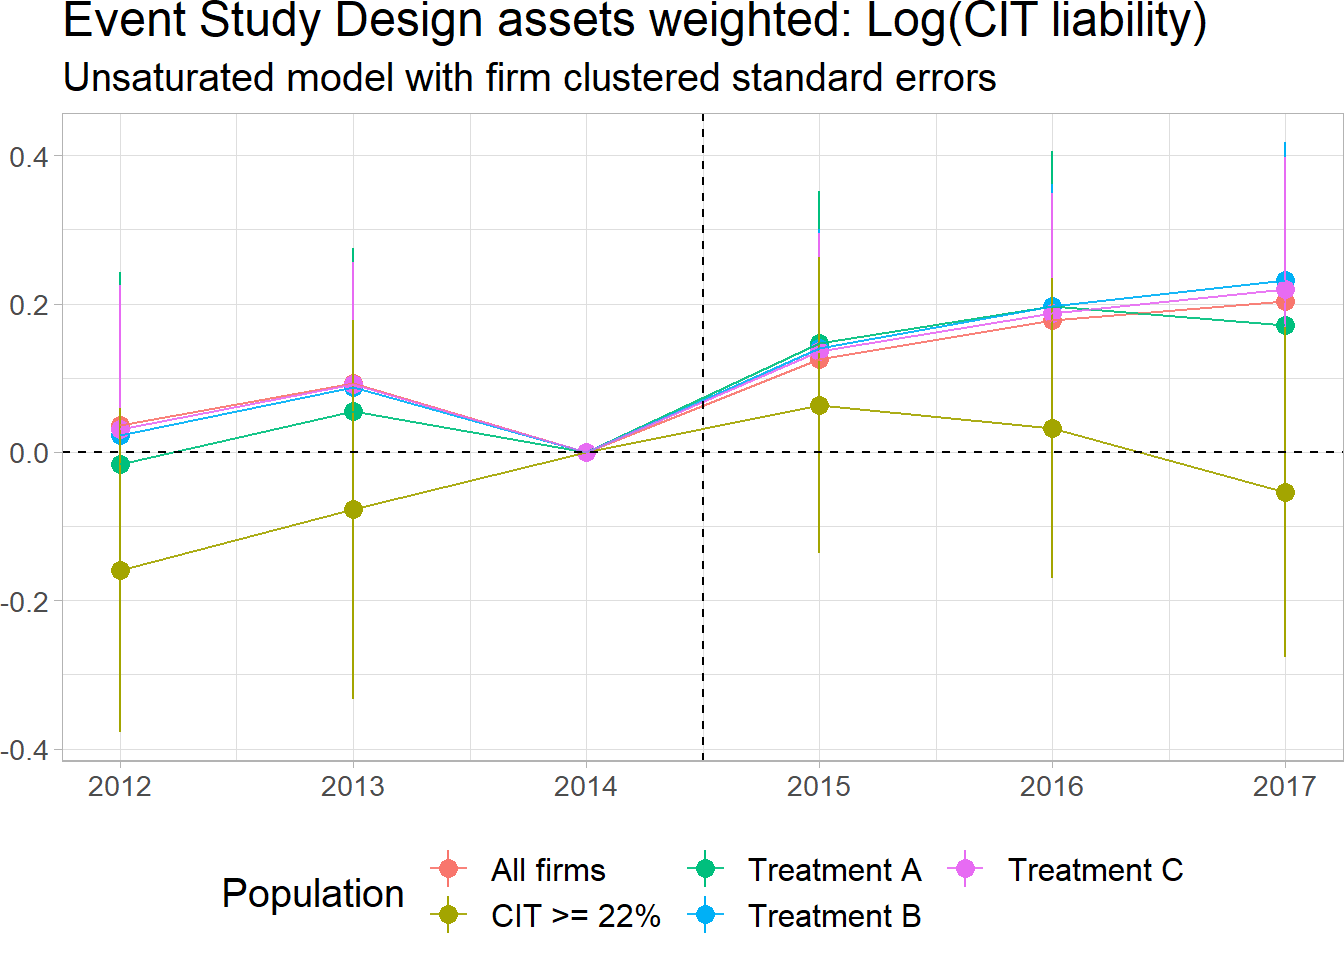 Event Study Design assets weighted: Log(CIT liability)
Unsaturated model with firm clustered standard errors
0.4
0.2
0.0
-0.2
-0.4
2012 2013 2014 2015 2016 2017
Population
All firms Treatment A Treatment C
CIT >= 22% Treatment B